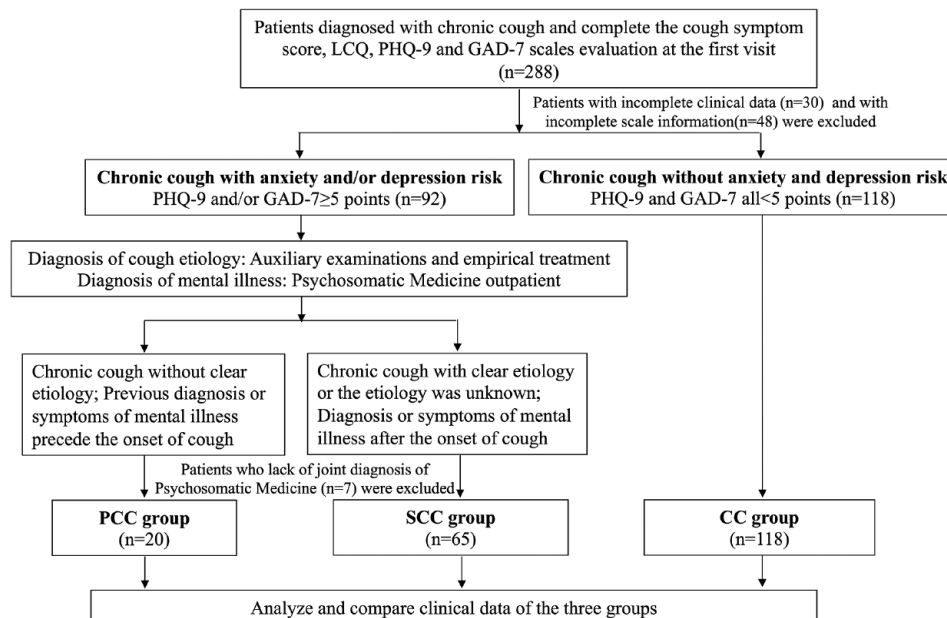 Patients diagnosed with chronic cough and complete the cough symptom
score, LCQ, PHQ-9 and GAD-7 scales evaluation at the first visit
(n=288)
Patients with incomplete clinical data (n=30) and with
incomplete scale information(n=48) were excluded
Chronic cough with anxiety and/or depression risk
PHQ-9 and/or GAD-7≥5 points (n=92)
Chronic cough without anxiety and depression risk
PHQ-9 and GAD-7 all<5 points (n=118)
Diagnosis of cough etiology: Auxiliary examinations and empirical treatment
Diagnosis of mental illness: Psychosomatic Medicine outpatient
Chronic cough without clear
etiology; Previous diagnosis or
symptoms of mental illness
precede the onset of cough
Chronic cough with clear etiology
or the etiology was unknown;
Diagnosis or symptoms of mental
illness after the onset of cough
Patients who lack of joint diagnosis of
Psychosomatic Medicine (n=7) were excluded
PCC group
(n=20)
SCC group
(n=65)
CC group
(n=118)
Analyze and compare clinical data of the three groups